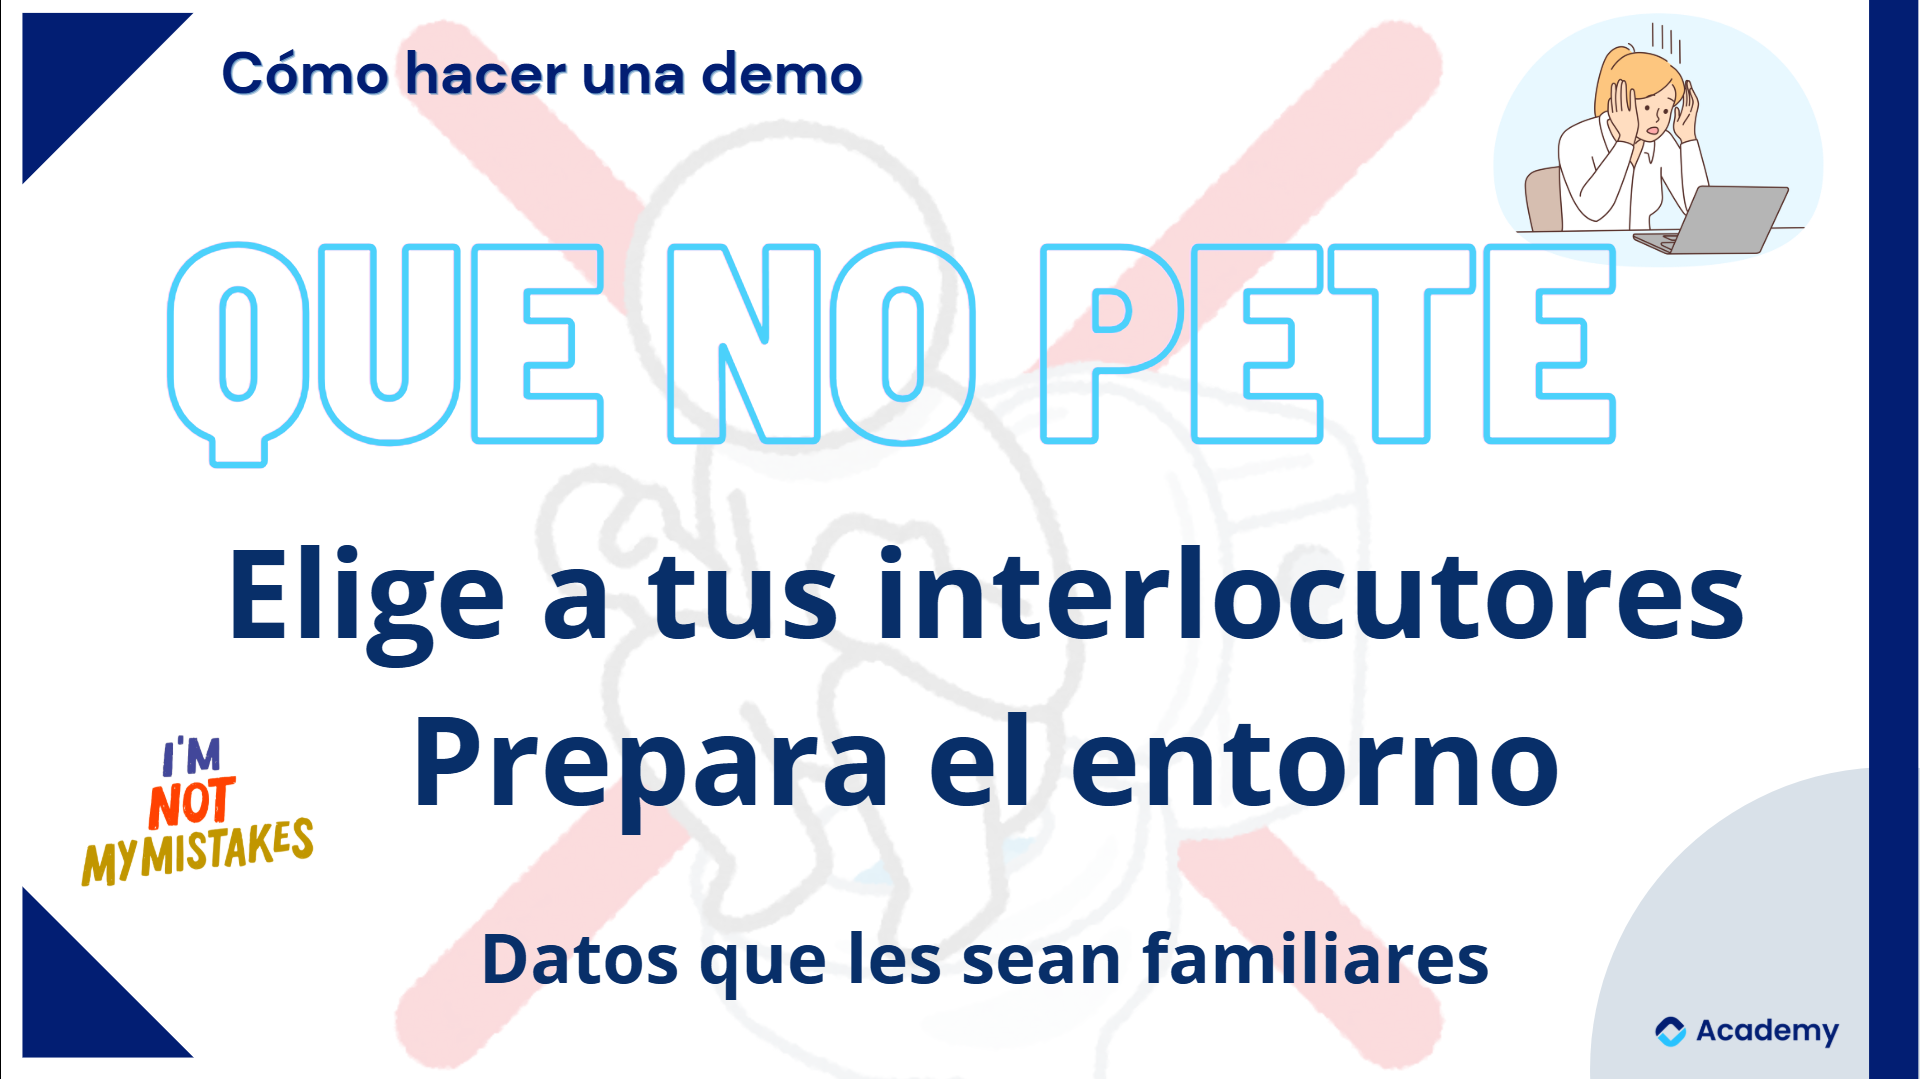 Cómo hacer una demo
QUE NO PETE
Elige a tus interlocutores
Prepara el entorno
I'M
NOT
MY MISTAKES
Datos que les sean familiares
Academy